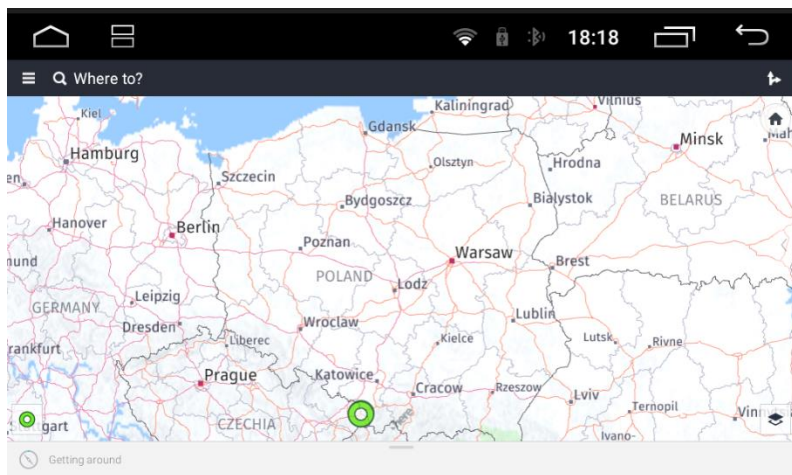 18:18
Where to?
Kiel
Kaliningrad
Vilnius
Gdansk
Minsk
Hamburg
Olsztyn
Hrodna
Szczecin
Bydgoszcz
Bialystok
BELARUS
Hanover
Berlin
Poznan
Warsaw
Brest
POLAND
Lodz
Leipzig
GERMANY
Wroclaw
Lublin
Dresden
Liberec
Kielce
Lutsk
Rivne
rankfurt
Prague
Katowice
Cracow
Rzeszow
Lviv
Ternopil
here
CZECHIA
Ivano-
Getting around